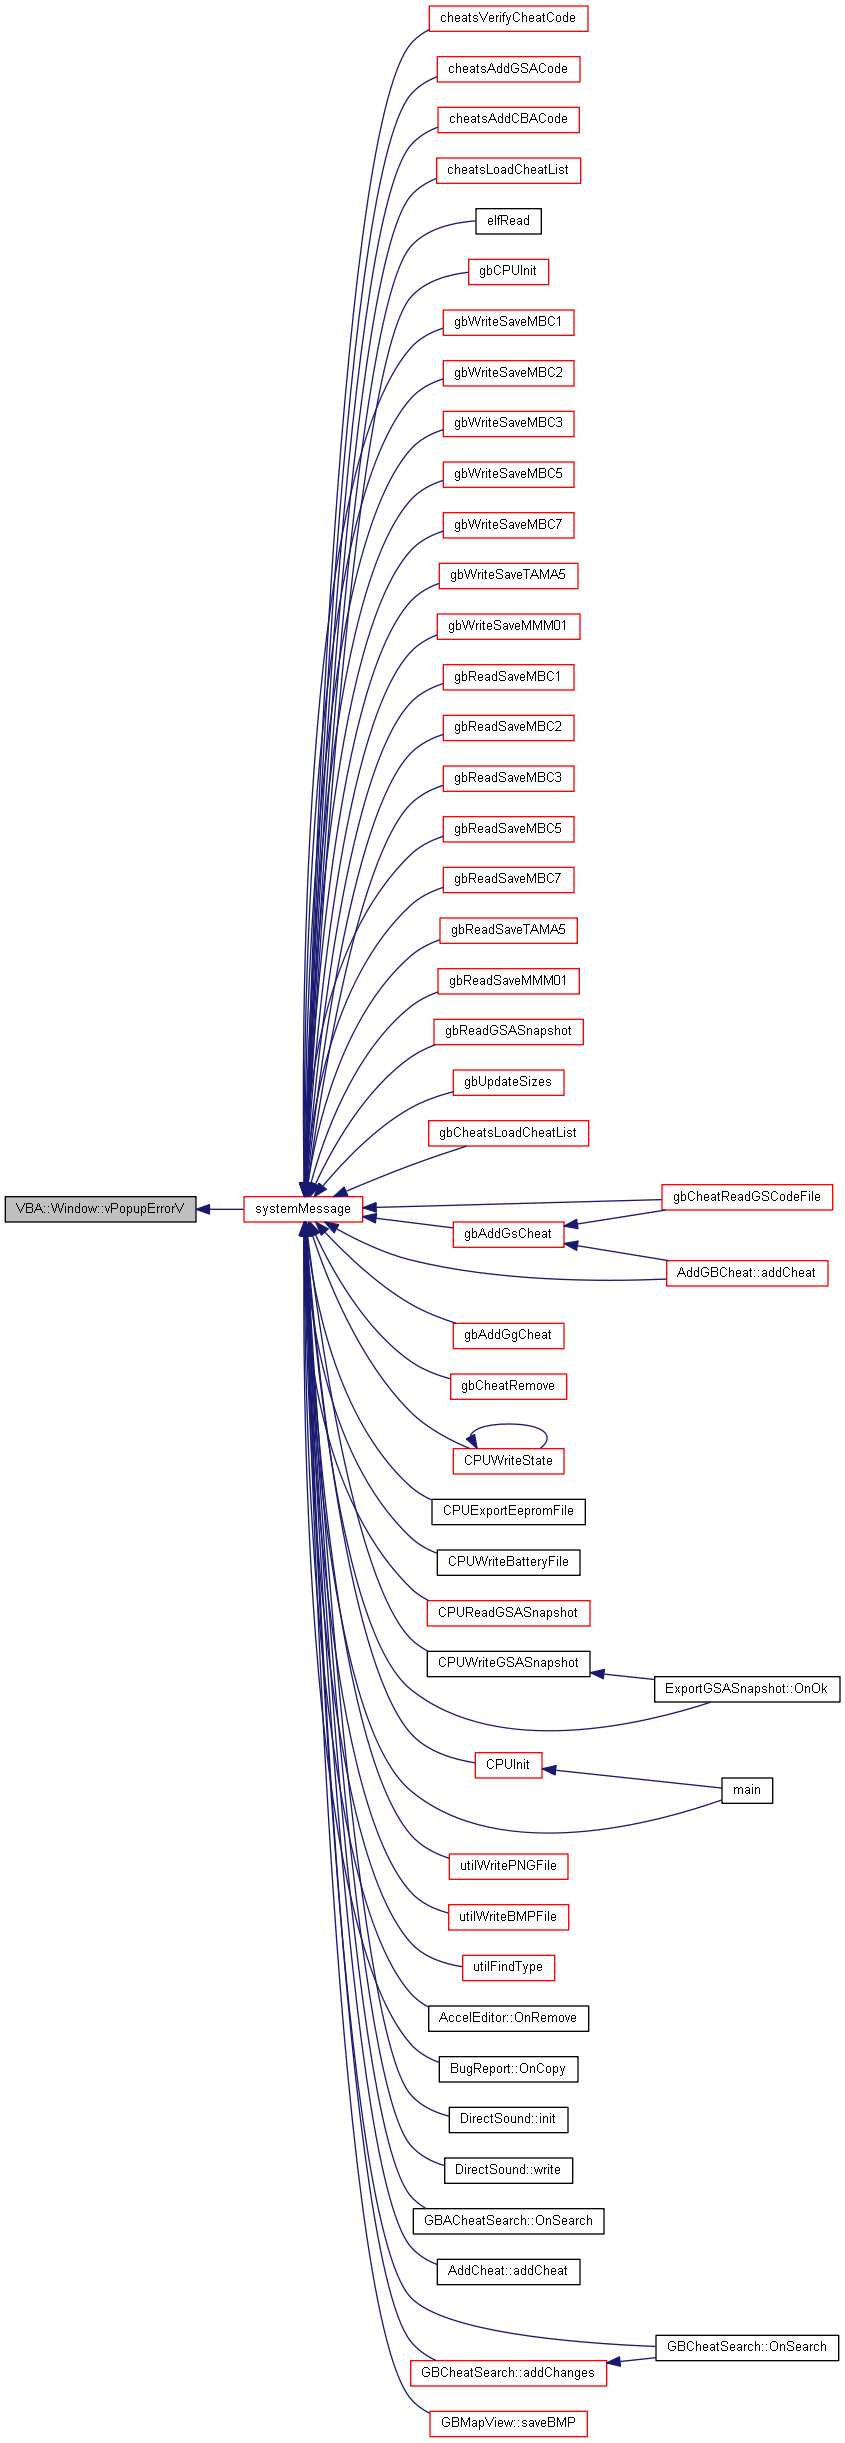 cheatsVerifyCheatCode
cheatsAddGSACode
cheatsAddCBACode
cheatsLoadCheatList
elfRead
gbCPUInit
gbWriteSaveMBC1
gbWriteSaveMBC2
gbWriteSaveMBC3
gbWriteSaveMBC5
gbWriteSaveMBC7
gbWriteSaveTAMA5
gbWriteSaveMMM01
gbReadSaveMBC1
gbReadSaveMBC2
gbReadSaveMBC3
gbReadSaveMBC5
gbReadSaveMBC7
gbReadSaveTAMA5
gbReadSaveMMM01
gbReadGSASnapshot
gbUpdateSizes
gbCheatsLoadCheatList
gbCheatReadGSCodeFile
VBA::Window::vPopupErrorV
systemMessage
gbAddGsCheat
AddGBCheat::addCheat
gbAddGgCheat
gbCheatRemove
CPUWriteState
CPUExportEepromFile
CPUWriteBatteryFile
CPUReadGSASnapshot
CPUWriteGSASnapshot
ExportGSASnapshot::OnOk
CPUInit
main
utilWritePNGFile
utilWriteBMPFile
utilFindType
AccelEditor::OnRemove
BugReport::OnCopy
DirectSound::init
DirectSound::write
GBACheatSearch::OnSearch
AddCheat::addCheat
GBCheatSearch::OnSearch
GBCheatSearch::addChanges
GBMapView::saveBMP